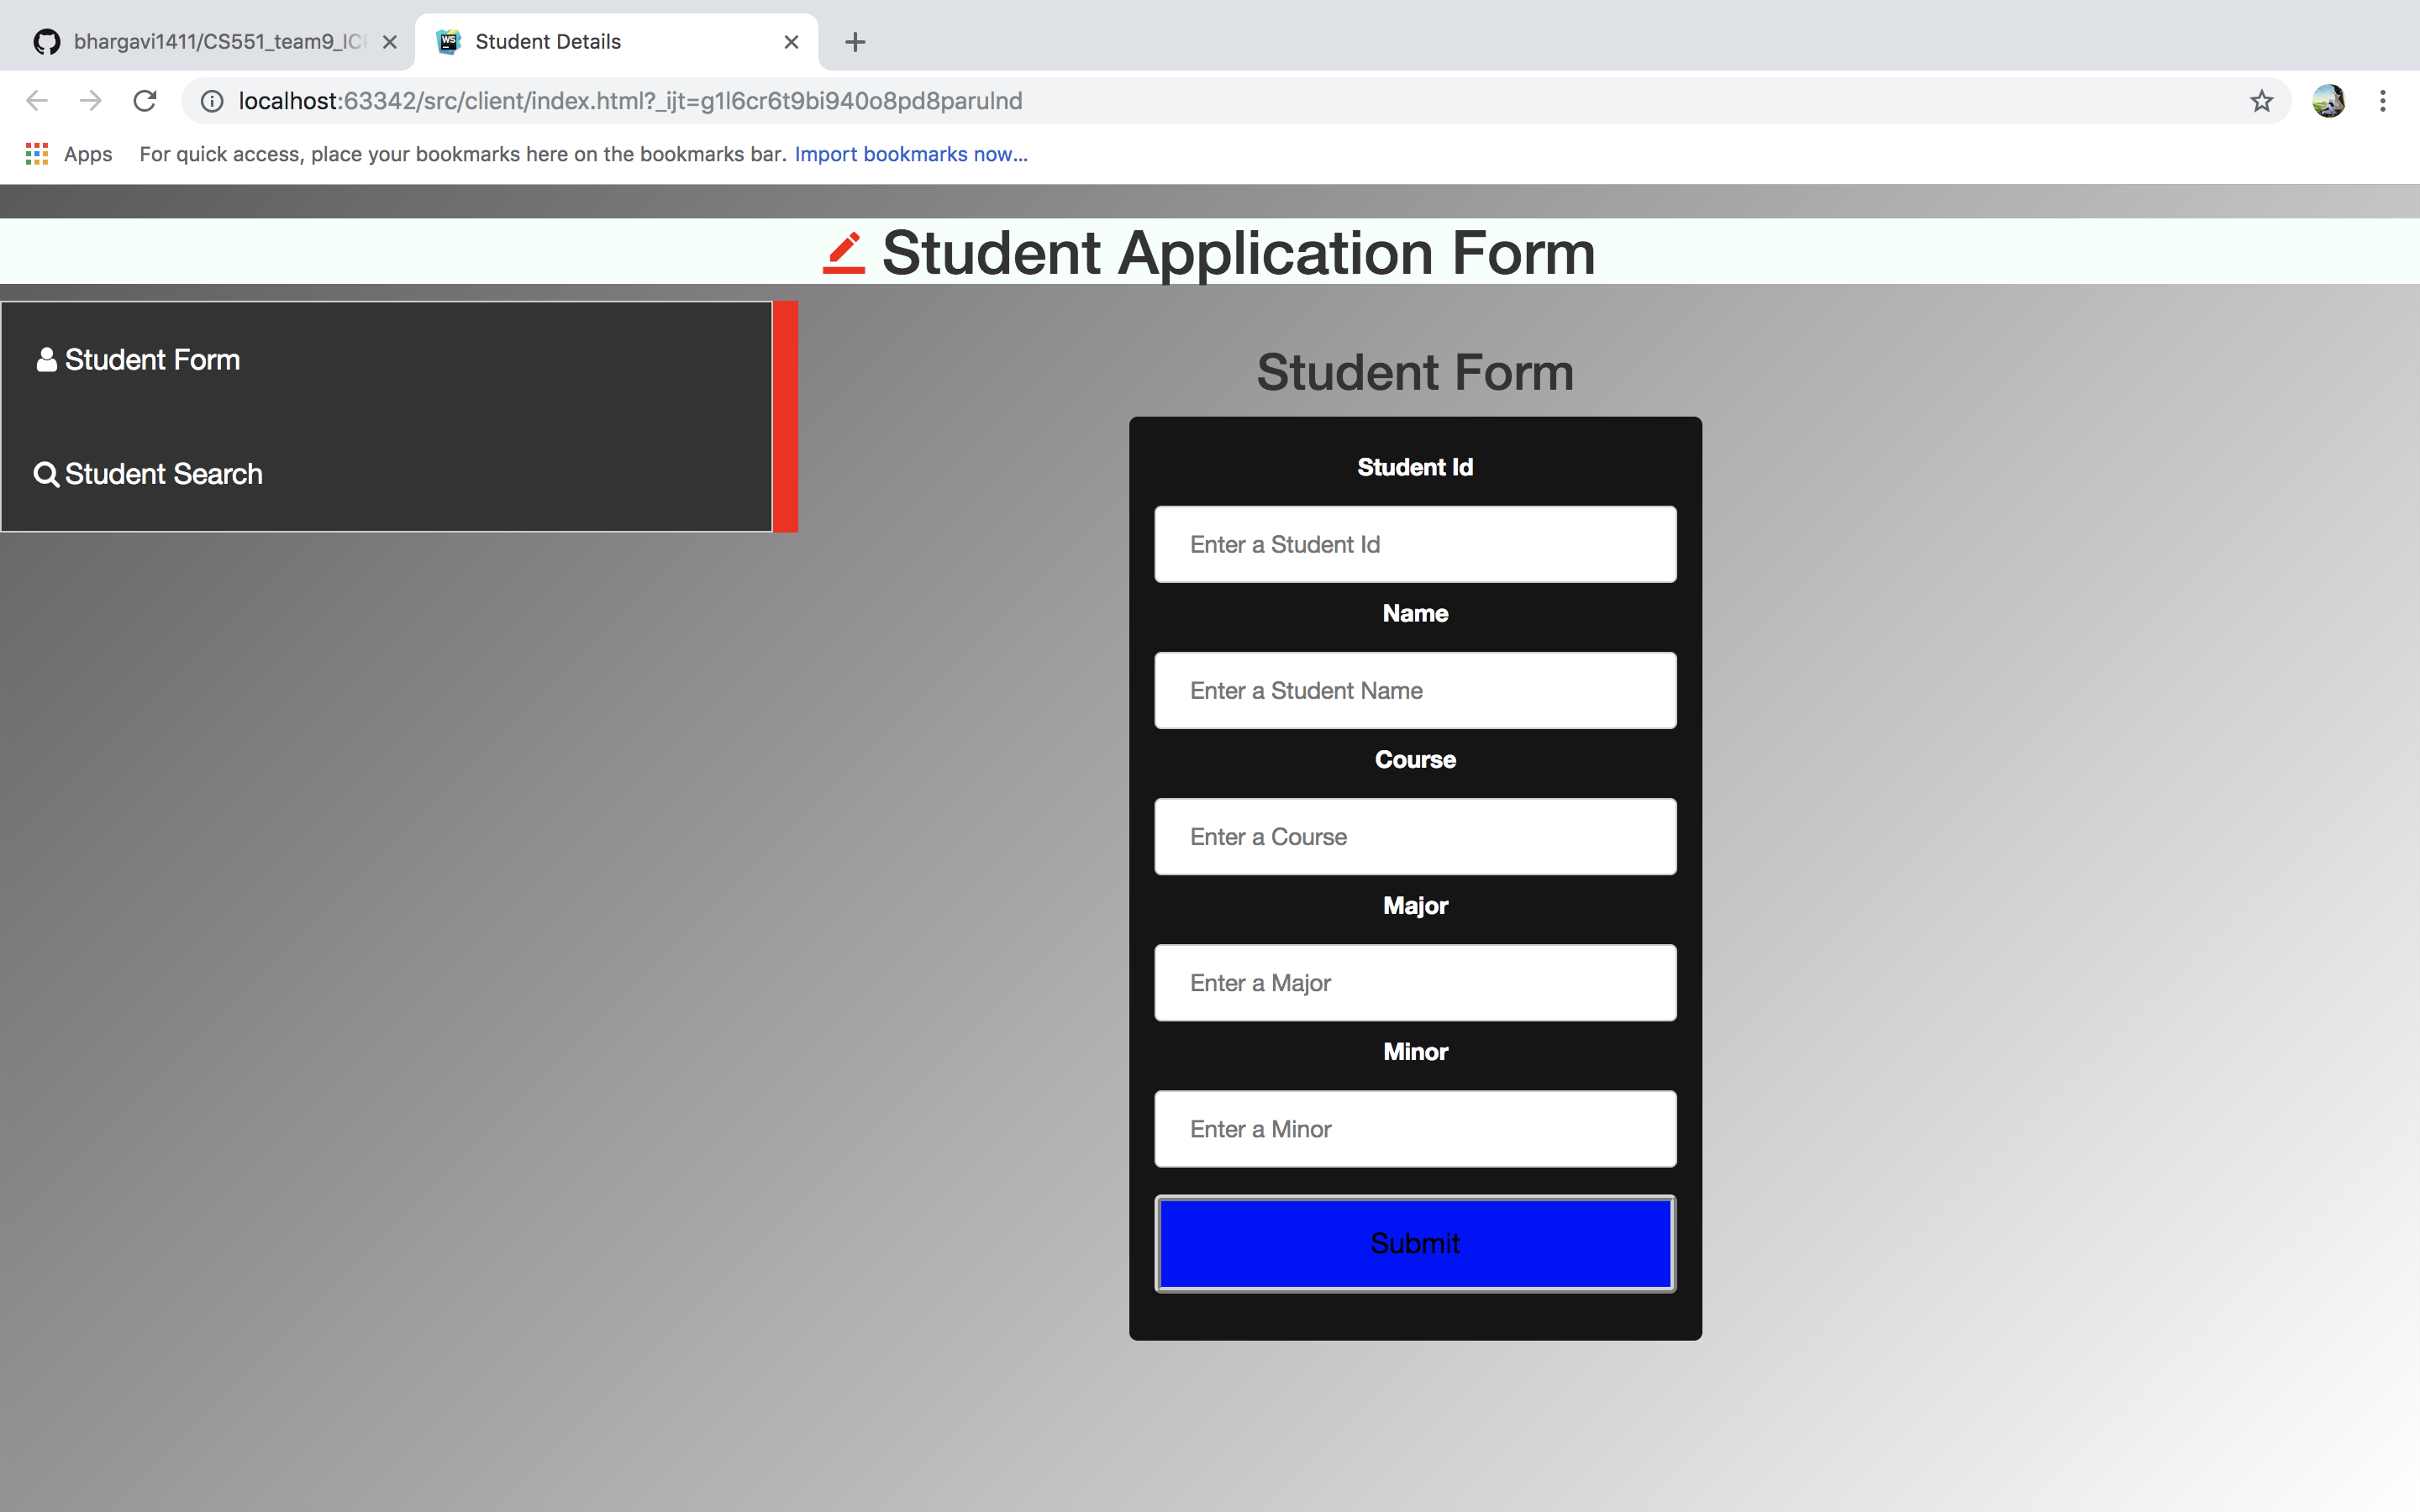 bhargavi1411/CS551_team9_IC
Student Details
localhost:63342/src/client/index.html?_ijt=g1l6cr6t9bi940o8pd8parulnd
Apps
For quick access, place your bookmarks here on the bookmarks bar. Import bookmarks now...
Student Application Form
Student Form
Student Search
Student Form
Student Id
Enter a Student Id
Name
Enter a Student Name
Course
Enter a Course
Major
Enter a Major
Minor
Enter a Minor
Submit